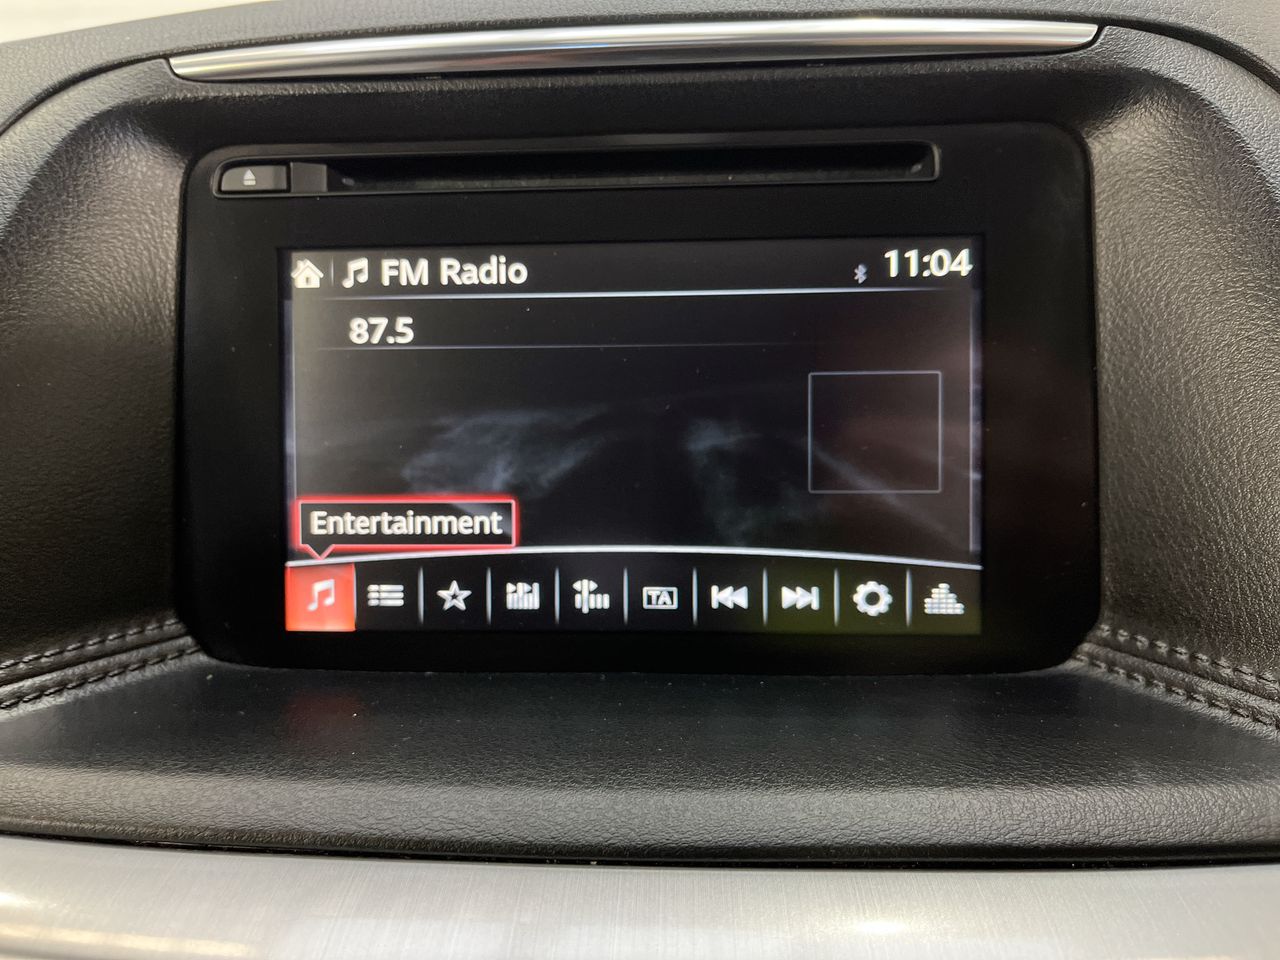 FM Radio
11:04
87.5
Entertainment
TA